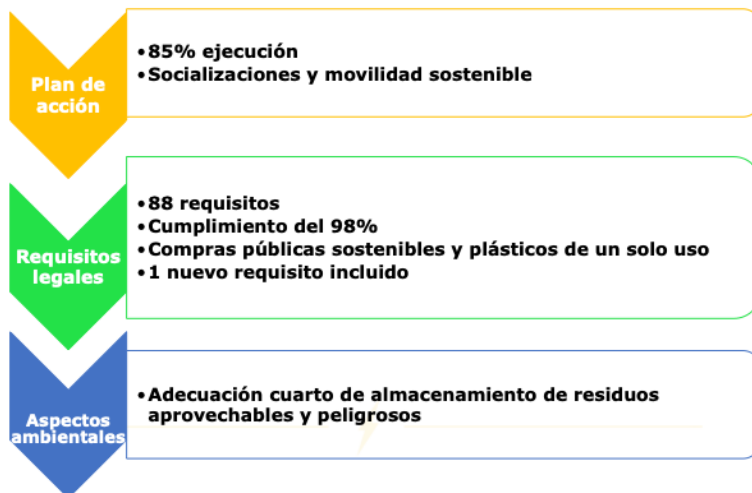 Plan de
acción
•85% ejecución
•Socializaciones y movilidad sostenible
Requisitos
legales
•88 requisitos
•Cumplimiento del 98%
•Compras públicas sostenibles y plásticos de un solo uso
•1 nuevo requisito incluido
Aspectos
ambientales
•Adecuación cuarto de almacenamiento de residuos
aprovechables y peligrosos